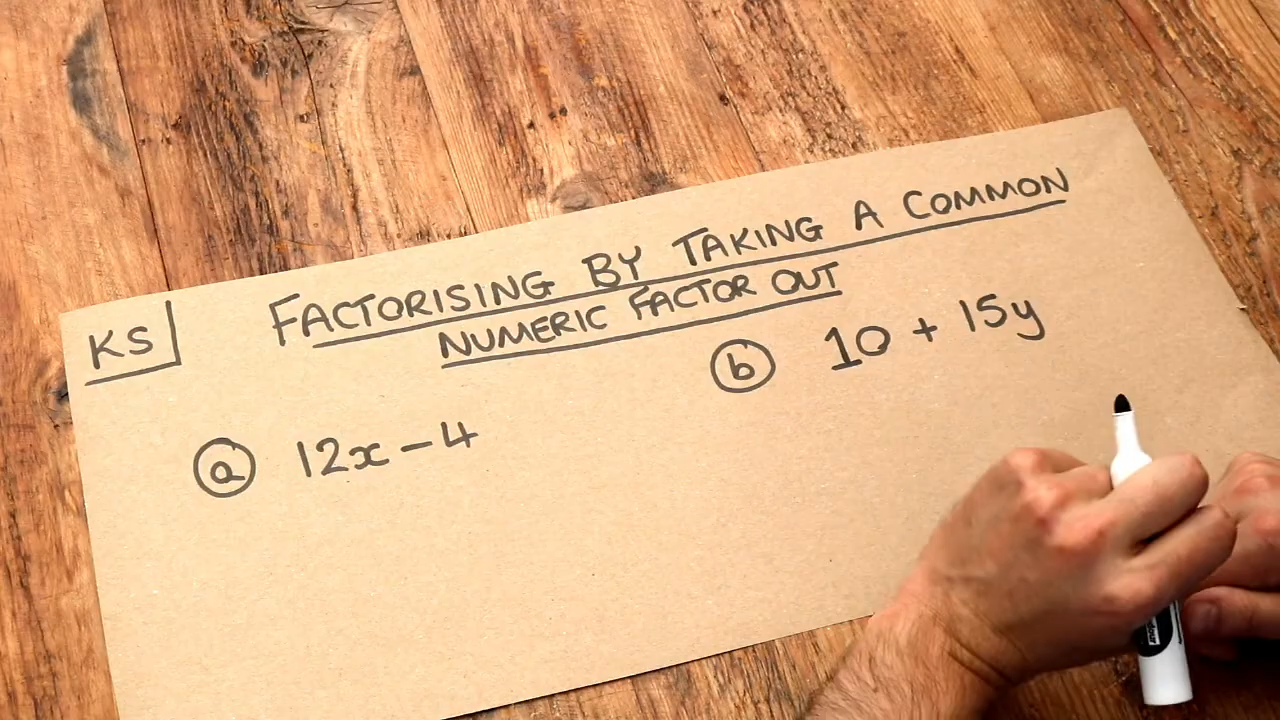 KS
FACTORISING BY TAKING A COMMON
NUMERIC FACTOR OUT
a 12x - 4
b 10 + 15y